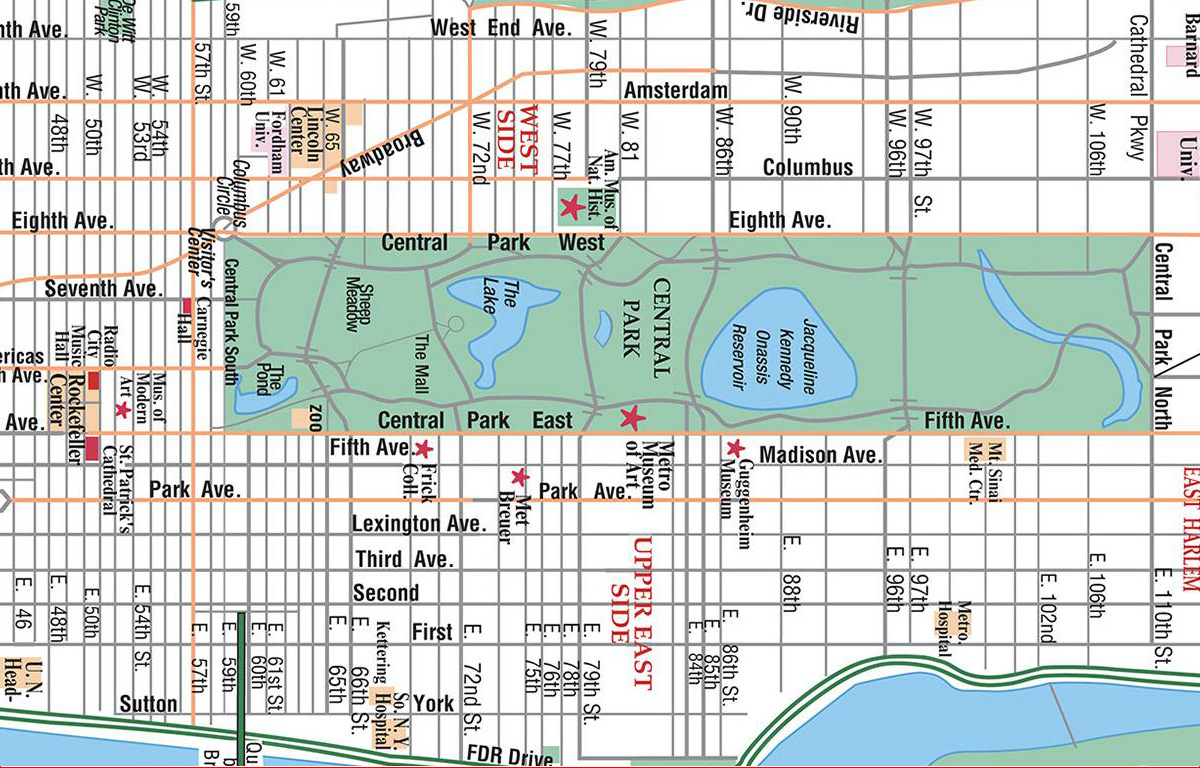 nth Ave.
De Witt
Clinton
Park
59th
West End Ave.
W. 79th
Riverside Dr.
Cathedral Pkwy
Barnard
57th St.
W. 60th
W. 61
nth Ave.
W. 48th
W. 50th
W. 53rd
W. 54th
Amsterdam
W. 90th
Fordham
Univ.
Lincoln
Center
W. 65
Broadway
W. 72nd
WEST
SIDE
W. 77th
W. 81
W. 86th
W. 96th
W. 97th St.
W. 106th
Univ.
th Ave.
Columbus
Columbus
Circle
Am. Mus. of
Nat. Hist.
Eighth Ave.
Eighth Ave.
Visitor's
Center
Central Park West
Central Park North
Seventh Ave.
Carnegie
Hall
Central Park South
Sheep
Meadow
The
Lake
CENTRAL
PARK
Jacqueline
Kennedy
Onassis
Reservoir
Radio
City
Music
Hall
ericas
h Ave.
Rockefeller
Center
Mus. of
Modern
Art
The
Pond
The Mall
ZOO
Ave.
Central Park East
Fifth Ave.
St. Patrick's
Cathedral
Fifth Ave.
Frick
Coll.
Metro
Museum
of Art
Guggenheim
Museum
Madison Ave.
Mt. Sinai
Med. Ctr.
Park Ave.
Met
Breuer
Park Ave.
EAST HARLEM
Lexington Ave.
Third Ave.
UPPER EAST
SIDE
Second
First
E. 46
E. 48th
E. 50th
E. 54th St.
E. 57th
E. 59th
E. 60th
E. 61st St.
E. 65th
E. 66th St.
Kettering
So. N.Y.
Hospital
E. 72nd St.
E. 75th
E. 76th
E. 78th
E. 79th St.
E. 84th
E. 85th
E. 86th St.
E. 88th
E. 96th
E. 97th
Metro.
Hospital
E. 102nd
E. 106th
E. 110th St.
U.N.
Head-
Sutton
York
FDR Drive
Qu
b
Br